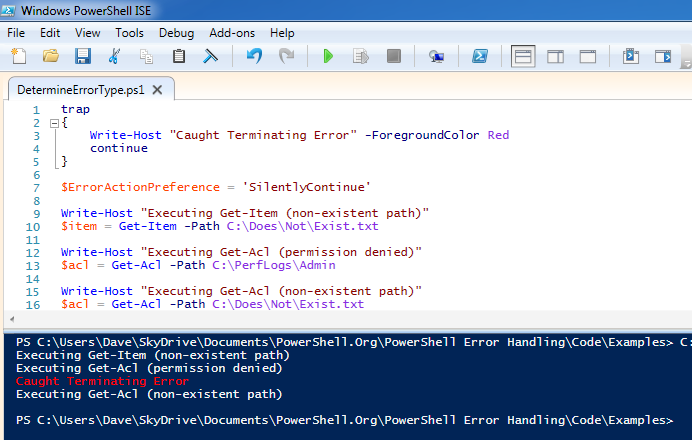 Windows PowerShell ISE
File Edit View Tools Debug Add-ons Help
DetermineErrorType.ps1
1 trap
2 {
3 Write-Host "Caught Terminating Error" -ForegroundColor Red
4 continue
5 }
6
7 $ErrorActionPreference = 'SilentlyContinue'
8
9 Write-Host "Executing Get-Item (non-existent path)"
10 $item = Get-Item -Path C:\Does\Not\Exist.txt
11
12 Write-Host "Executing Get-Acl (permission denied)"
13 $acl = Get-Acl -Path C:\PerfLogs\Admin
14
15 Write-Host "Executing Get-Acl (non-existent path)"
16 $acl = Get-Acl -Path C:\Does\Not\Exist.txt
PS C:\Users\Dave\SkyDrive\Documents\PowerShell.Org\PowerShell Error Handling\Code\Examples> C:
Executing Get-Item (non-existent path)
Executing Get-Acl (permission denied)
Caught Terminating Error
Executing Get-Acl (non-existent path)
PS C:\Users\Dave\SkyDrive\Documents\PowerShell.Org\PowerShell Error Handling\Code\Examples>